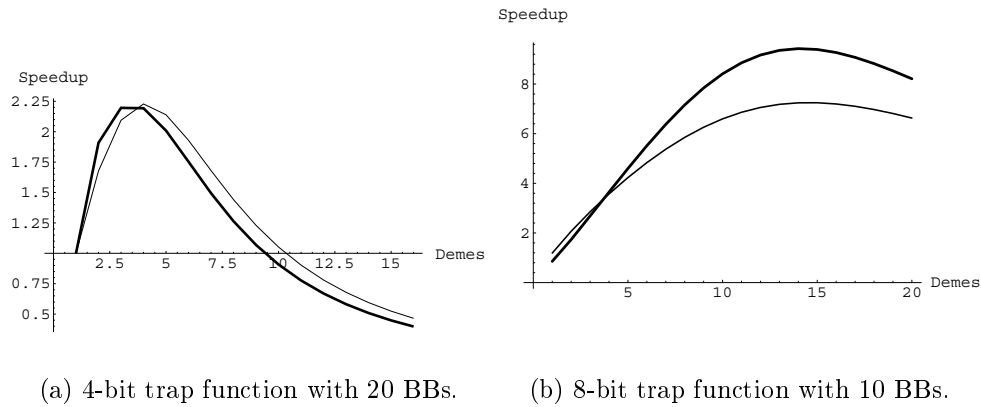 Speedup
2.25
2
1.75
1.5
1.25
0.75
0.5
2.5 5 7.5 10 12.5 15
Demes
(a) 4-bit trap function with 20 BBs.
Speedup
8
6
4
2
5 10 15 20
Demes
(b) 8-bit trap function with 10 BBs.